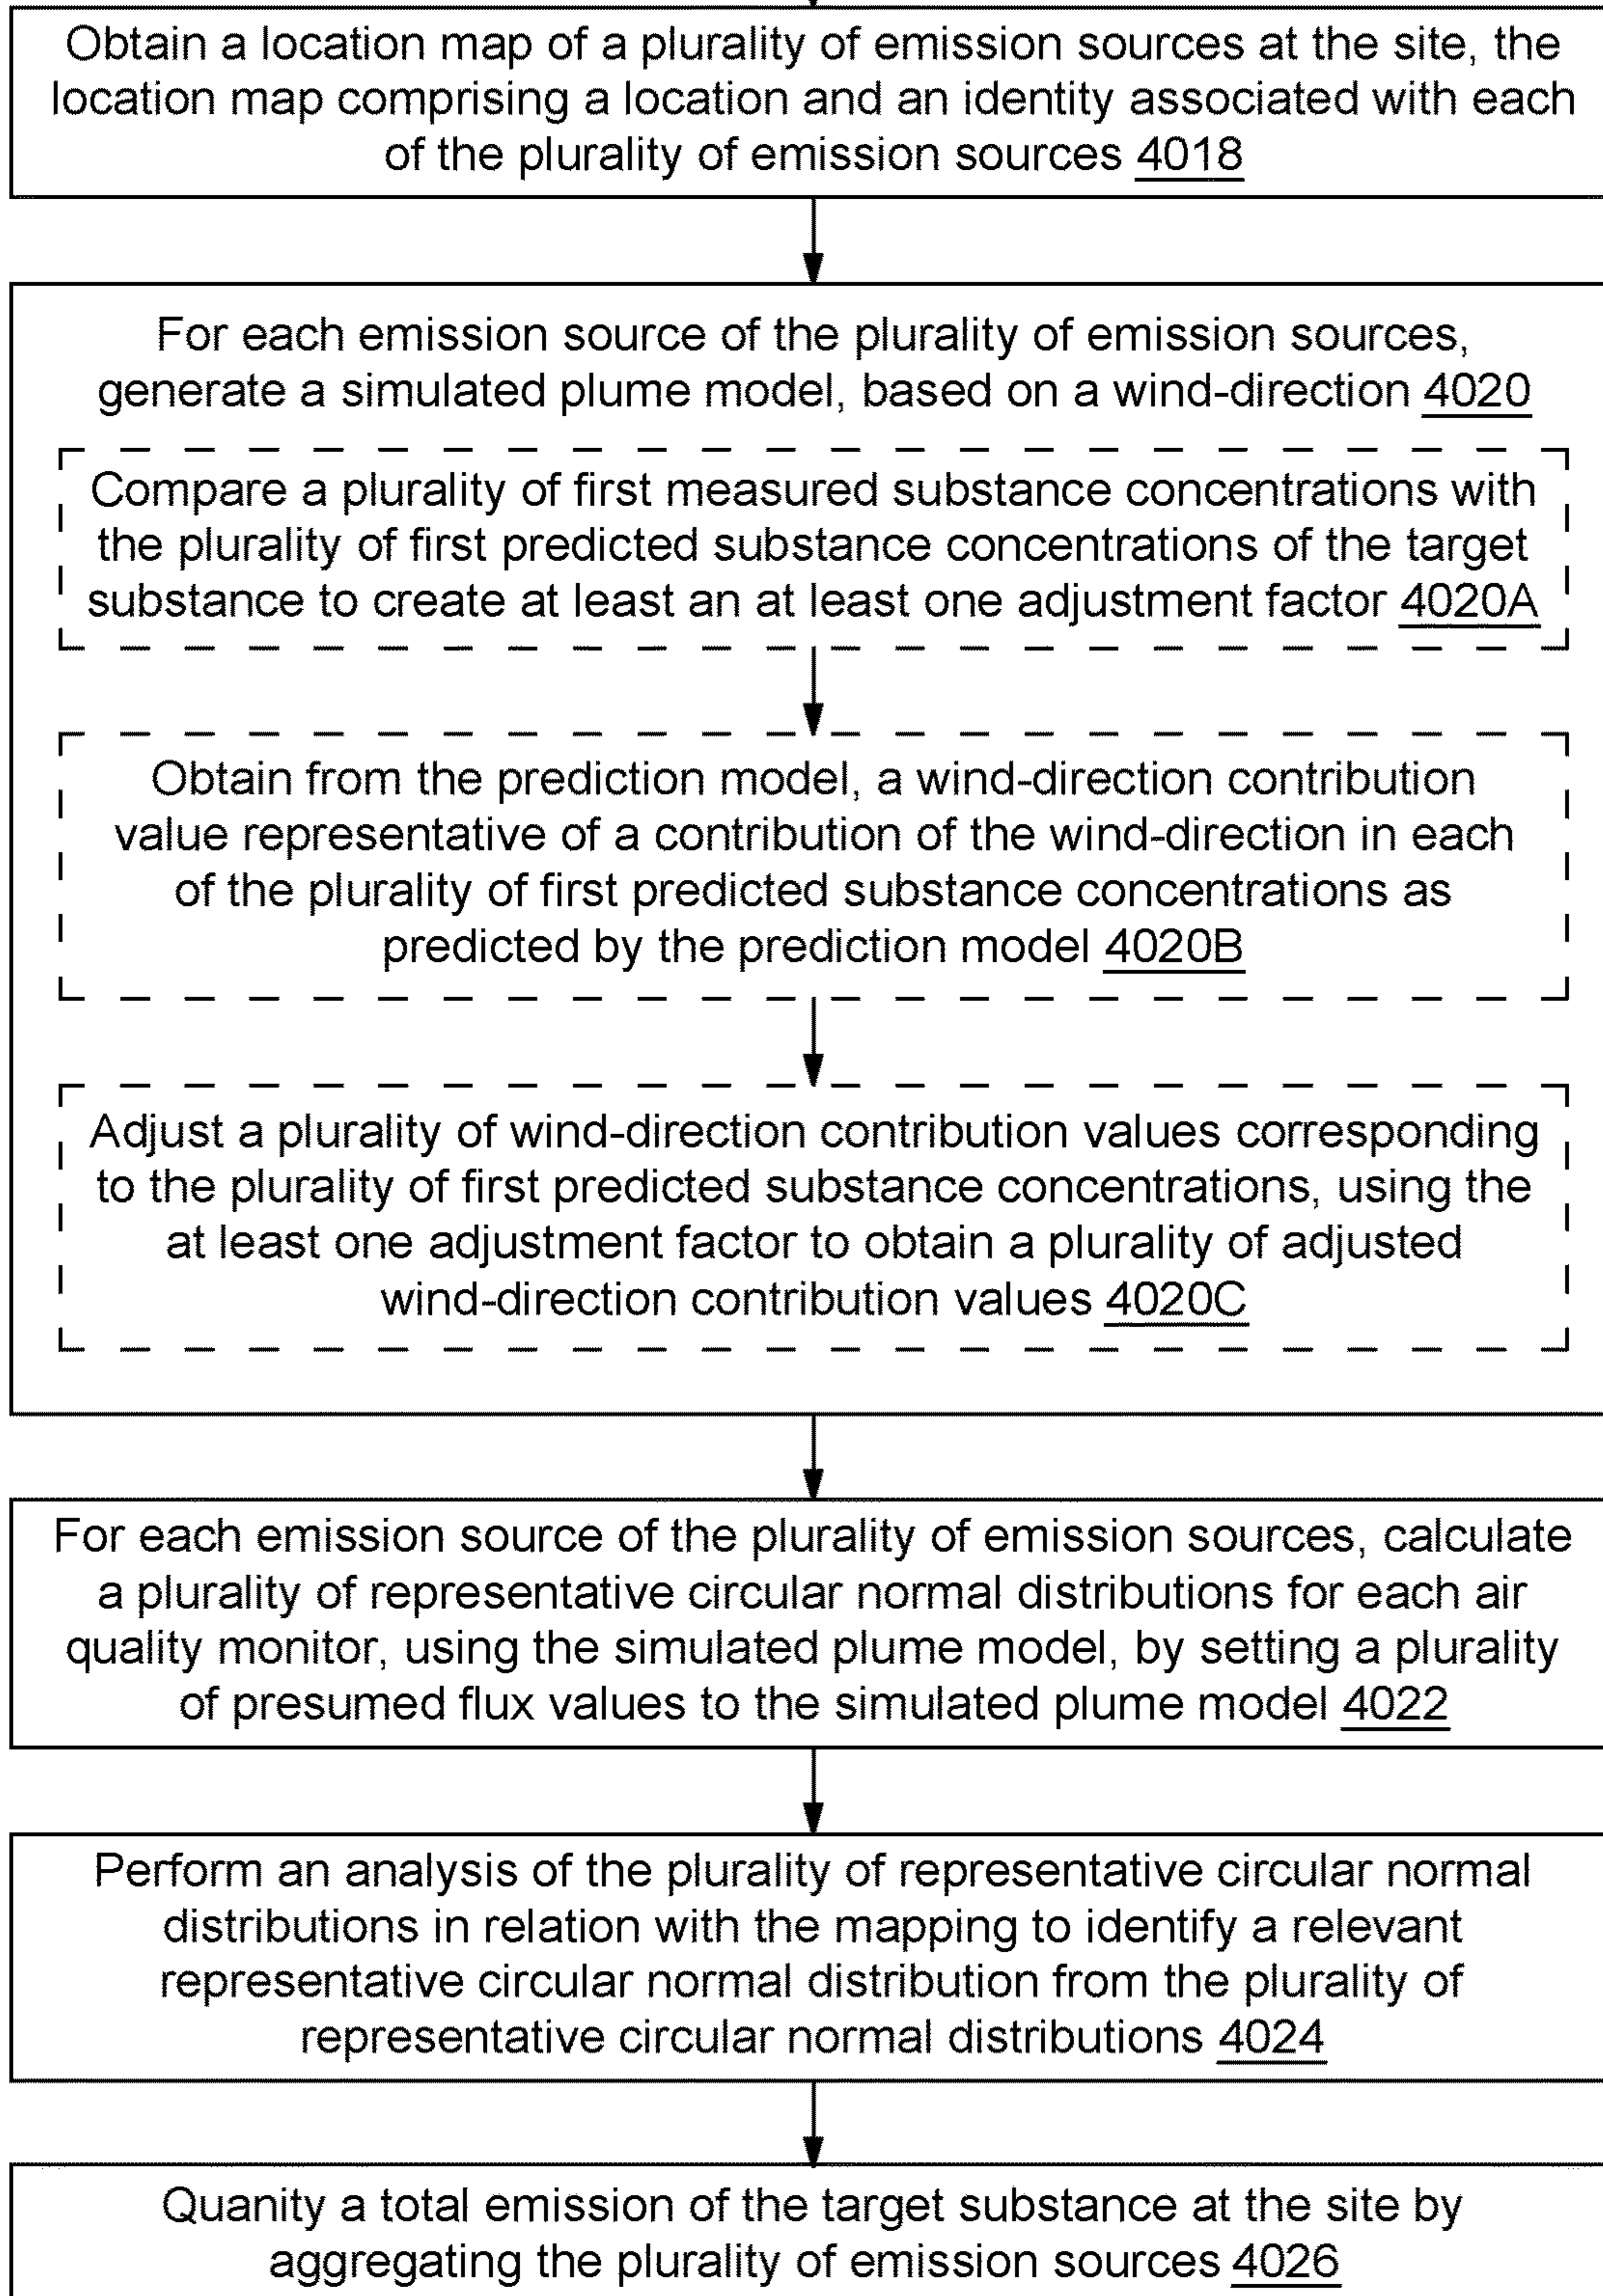 Obtain a location map of a plurality of emission sources at the site, the
location map comprising a location and an identity associated with each
of the plurality of emission sources 4018
For each emission source of the plurality of emission sources,
generate a simulated plume model, based on a wind-direction 4020
Compare a plurality of first measured substance concentrations with
the plurality of first predicted substance concentrations of the target
substance to create at least an at least one adjustment factor 4020A
Obtain from the prediction model, a wind-direction contribution
value representative of a contribution of the wind-direction in each
of the plurality of first predicted substance concentrations as
predicted by the prediction model 4020B
Adjust a plurality of wind-direction contribution values corresponding
to the plurality of first predicted substance concentrations, using the
at least one adjustment factor to obtain a plurality of adjusted
wind-direction contribution values 4020C
For each emission source of the plurality of emission sources, calculate
a plurality of representative circular normal distributions for each air
quality monitor, using the simulated plume model, by setting a plurality
of presumed flux values to the simulated plume model 4022
Perform an analysis of the plurality of representative circular normal
distributions in relation with the mapping to identify a relevant
representative circular normal distribution from the plurality of
representative circular normal distributions 4024
Quanity a total emission of the target substance at the site by
aggregating the plurality of emission sources 4026